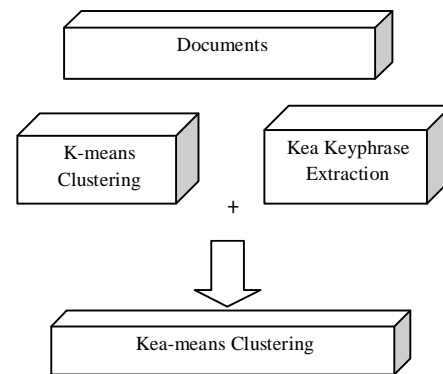 Documents
K-means
Clustering
Kea Keyphrase
Extraction
+
Kea-means Clustering